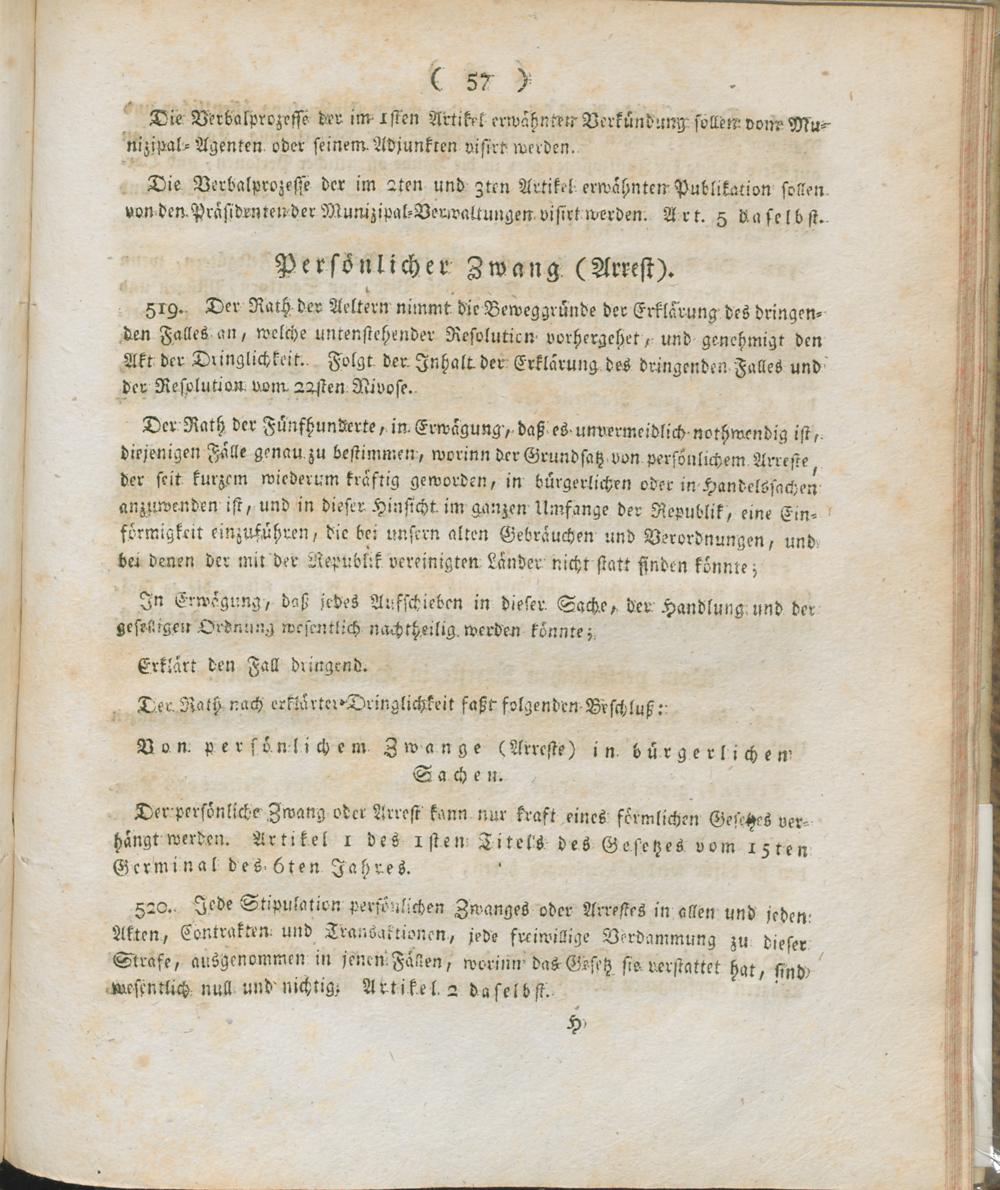 ( 57 )
Die Verbalprozesse der im 1sten Artikel erwähnten Verkündung sollen vom Mu-
nizipal-Agenten oder seinem Adjunkten visirt werden.
Die Verbalprozesse der im 2ten und 3ten Artikel erwähnten Publikation sollen
von den Präsidenten der Munizipal-Verwaltungen visirt werden. Art. 5 daselbst.
Persönlicher Zwang (Arrest).
519. Der Rath der Aeltern nimmt die Beweggründe der Erklärung des dringen-
den Falles an, welche untenstehender Resolution vorhergehet, und genehmigt den
Akt der Dringlichkeit. Folgt der Inhalt der Erklärung des dringenden Falles und
der Resolution vom 22sten Nivose.
Der Rath der Fünfhunderte, in Erwägung, daß es unvermeidlich nothwendig ist,
diejenigen Fälle genau zu bestimmen, worinn der Grundsatz von persönlichem Arreste,
der seit kurzem wiederum kräftig geworden, in bürgerlichen oder in Handelssachen
anzuwenden ist, und in dieser Hinsicht im ganzen Umfange der Republik, eine Ein-
förmigkeit einzuführen, die bei unsern alten Gebräuchen und Verordnungen, und
bei denen der mit der Republik vereinigten Länder nicht statt finden könnte;
In Erwägung, daß jedes Aufschieben in dieser Sache, der Handlung und der
geselligen Ordnung wesentlich nachtheilig werden könnte;
Erklärt den Fall dringend.
Der Rath nach erklärter Dringlichkeit faßt folgenden Beschluß:
Von persönlichem Zwange (Arreste) in bürgerlichen
Sachen.
Der persönliche Zwang oder Arrest kann nur kraft eines förmlichen Gesetzes ver-
hängt werden. Artikel 1 des 1sten Titels des Gesetzes vom 15ten
Germinal des 6ten Jahres.
520. Jede Stipulation persönlichen Zwanges oder Arrestes in allen und jeden
Akten, Contrakten und Transaktionen, jede freiwillige Verdammung zu dieser
Strafe, ausgenommen in jenen Fällen, worinn das Gesetz sie verstattet hat, sind
wesentlich null und nichtig. Artikel 2 daselbst.
H